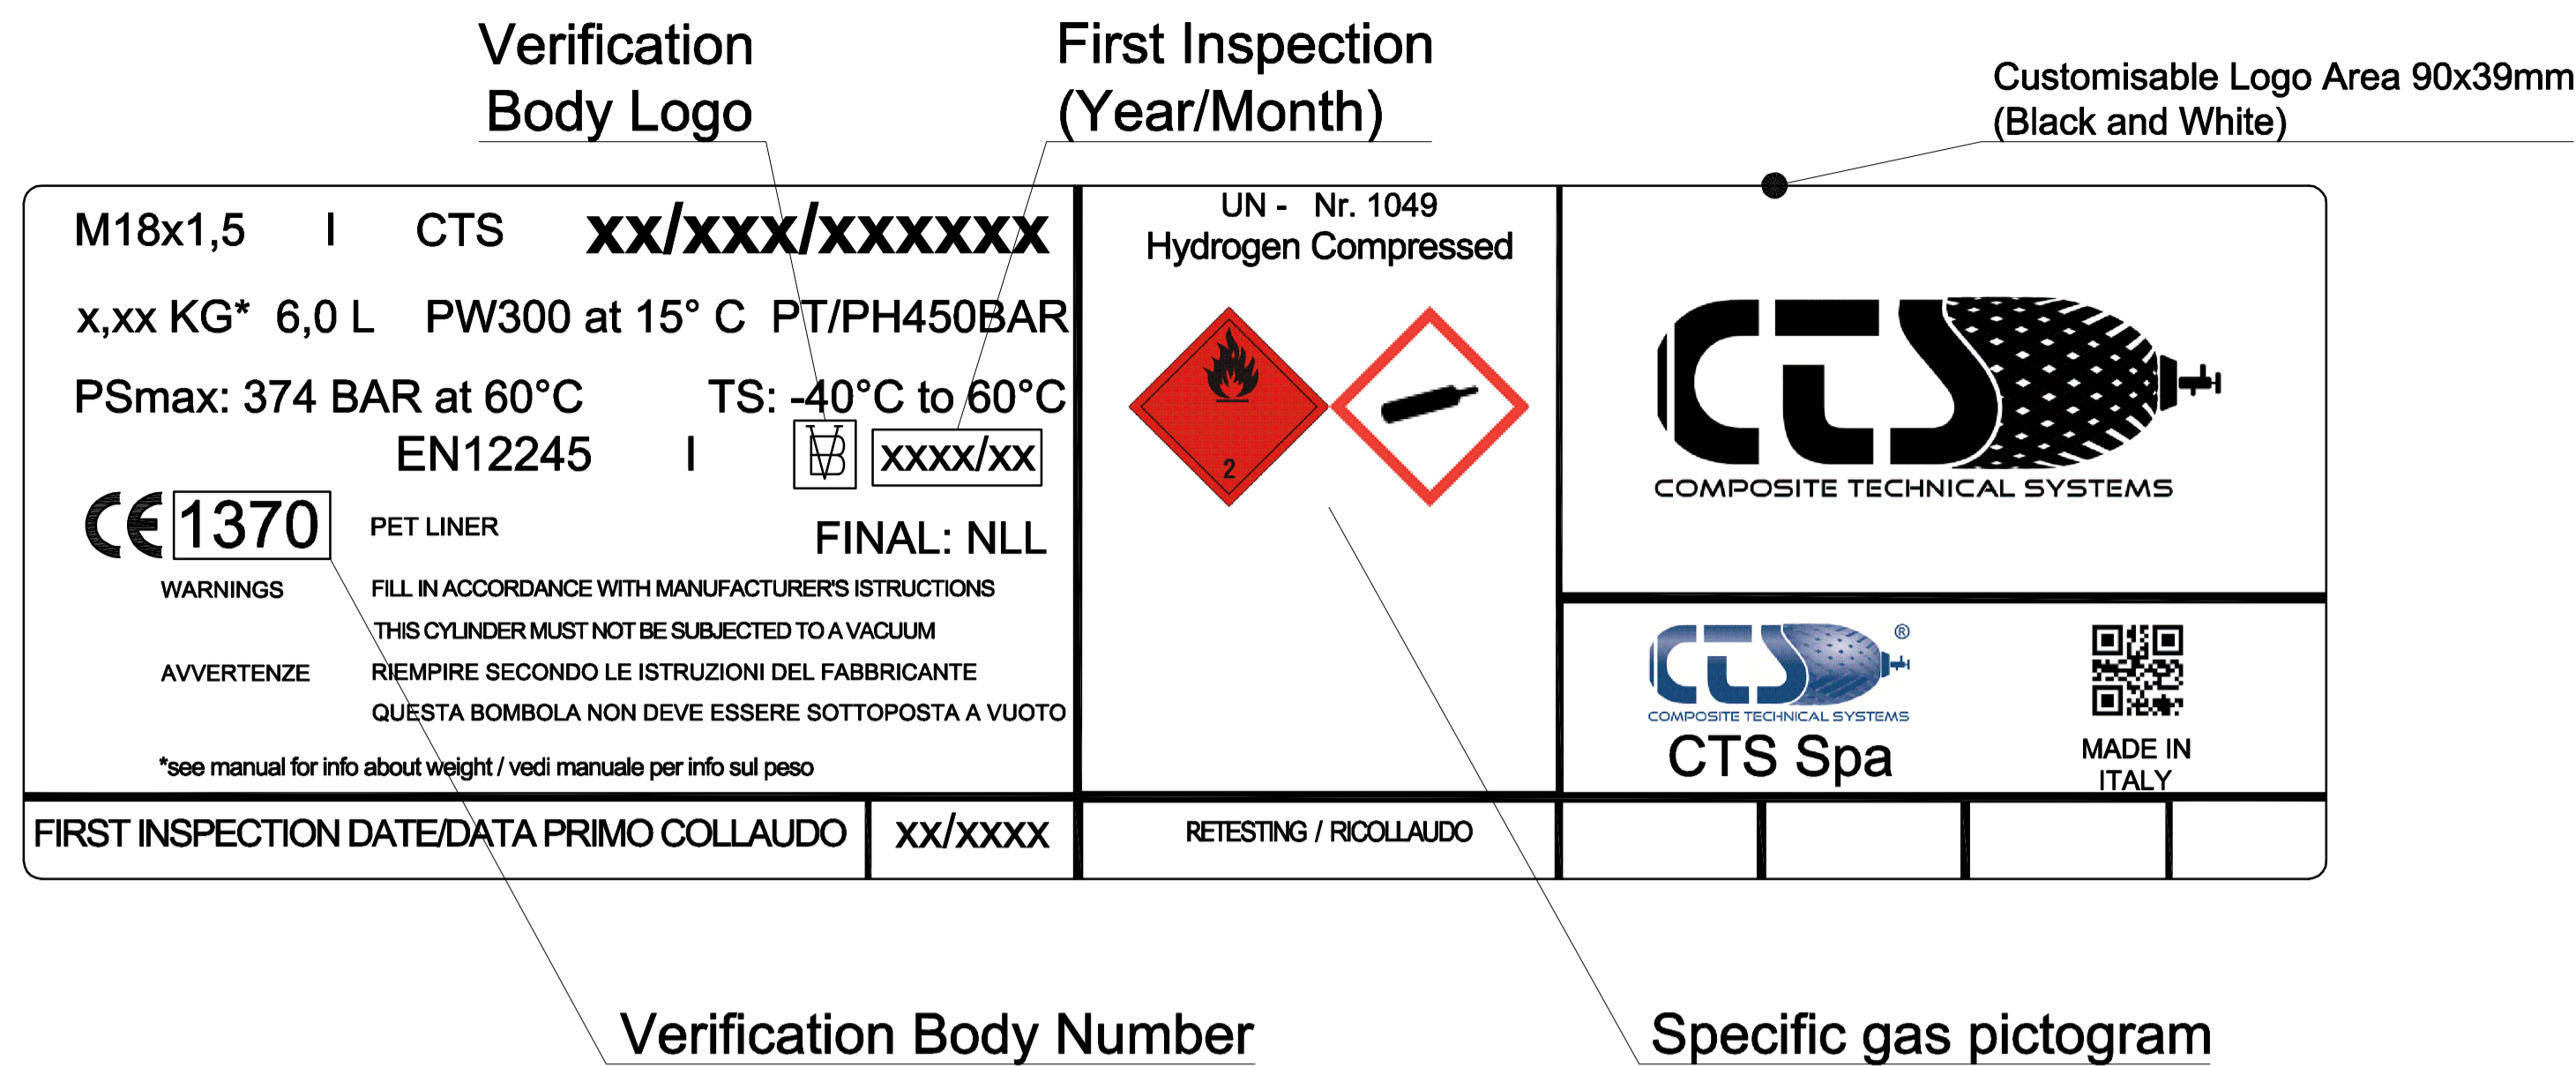 Verification
Body Logo
First Inspection
(Year/Month)
Customisable Logo Area 90x39mm
(Black and White)
M18x1,5 I CTS xx/xxx/xxxxxx
x,xx KG* 6,0 L PW300 at 15° C PT/PH450BAR
PSmax: 374 BAR at 60°C TS: -40°C to 60°C
EN12245 I VB xxxx/xx
CE 1370 PET LINER FINAL: NLL
WARNINGS FILL IN ACCORDANCE WITH MANUFACTURER'S ISTRUCTIONS
THIS CYLINDER MUST NOT BE SUBJECTED TO A VACUUM
AVVERTENZE RIEMPIRE SECONDO LE ISTRUZIONI DEL FABBRICANTE
QUESTA BOMBOLA NON DEVE ESSERE SOTTOPOSTA A VUOTO
*see manual for info about weight / vedi manuale per info sul peso
UN - Nr. 1049
Hydrogen Compressed
2
CTS
COMPOSITE TECHNICAL SYSTEMS
CTS ®
COMPOSITE TECHNICAL SYSTEMS
CTS Spa
MADE IN
ITALY
FIRST INSPECTION DATE/DATA PRIMO COLLAUDO xx/xxxx RETESTING / RICOLLAUDO
Verification Body Number
Specific gas pictogram